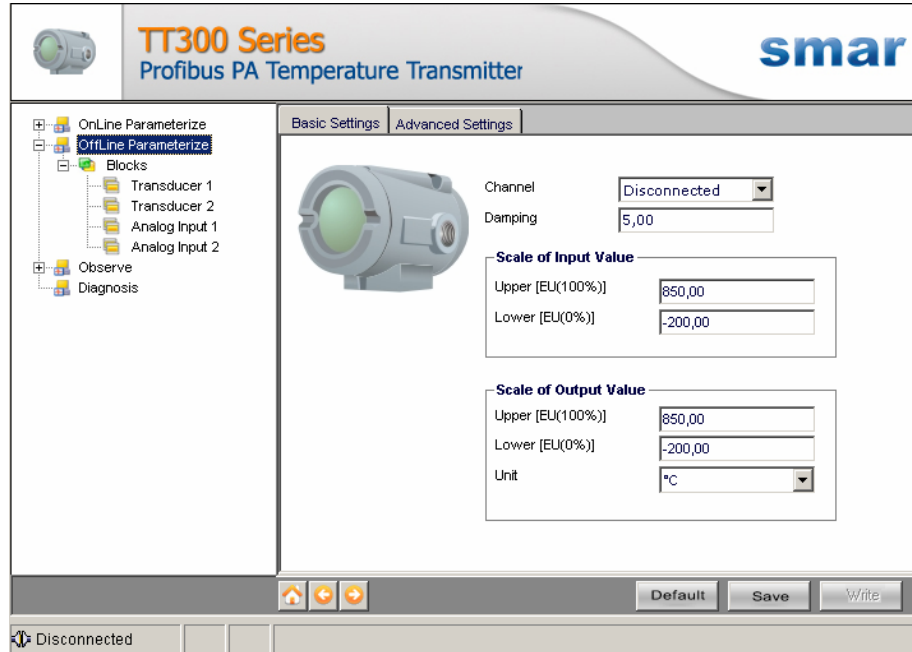 TT300 Series
Profibus PA Temperature Transmitter
smar
OnLine Parameterize
OffLine Parameterize
Blocks
Transducer 1
Transducer 2
Analog Input 1
Analog Input 2
Observe
Diagnosis
Basic Settings
Advanced Settings
Channel
Disconnected
Damping
5,00
Scale of Input Value
Upper [EU(100%)]
850,00
Lower [EU(0%)]
-200,00
Scale of Output Value
Upper [EU(100%)]
850,00
Lower [EU(0%)]
-200,00
Unit
°C
Default
Save
Write
Disconnected